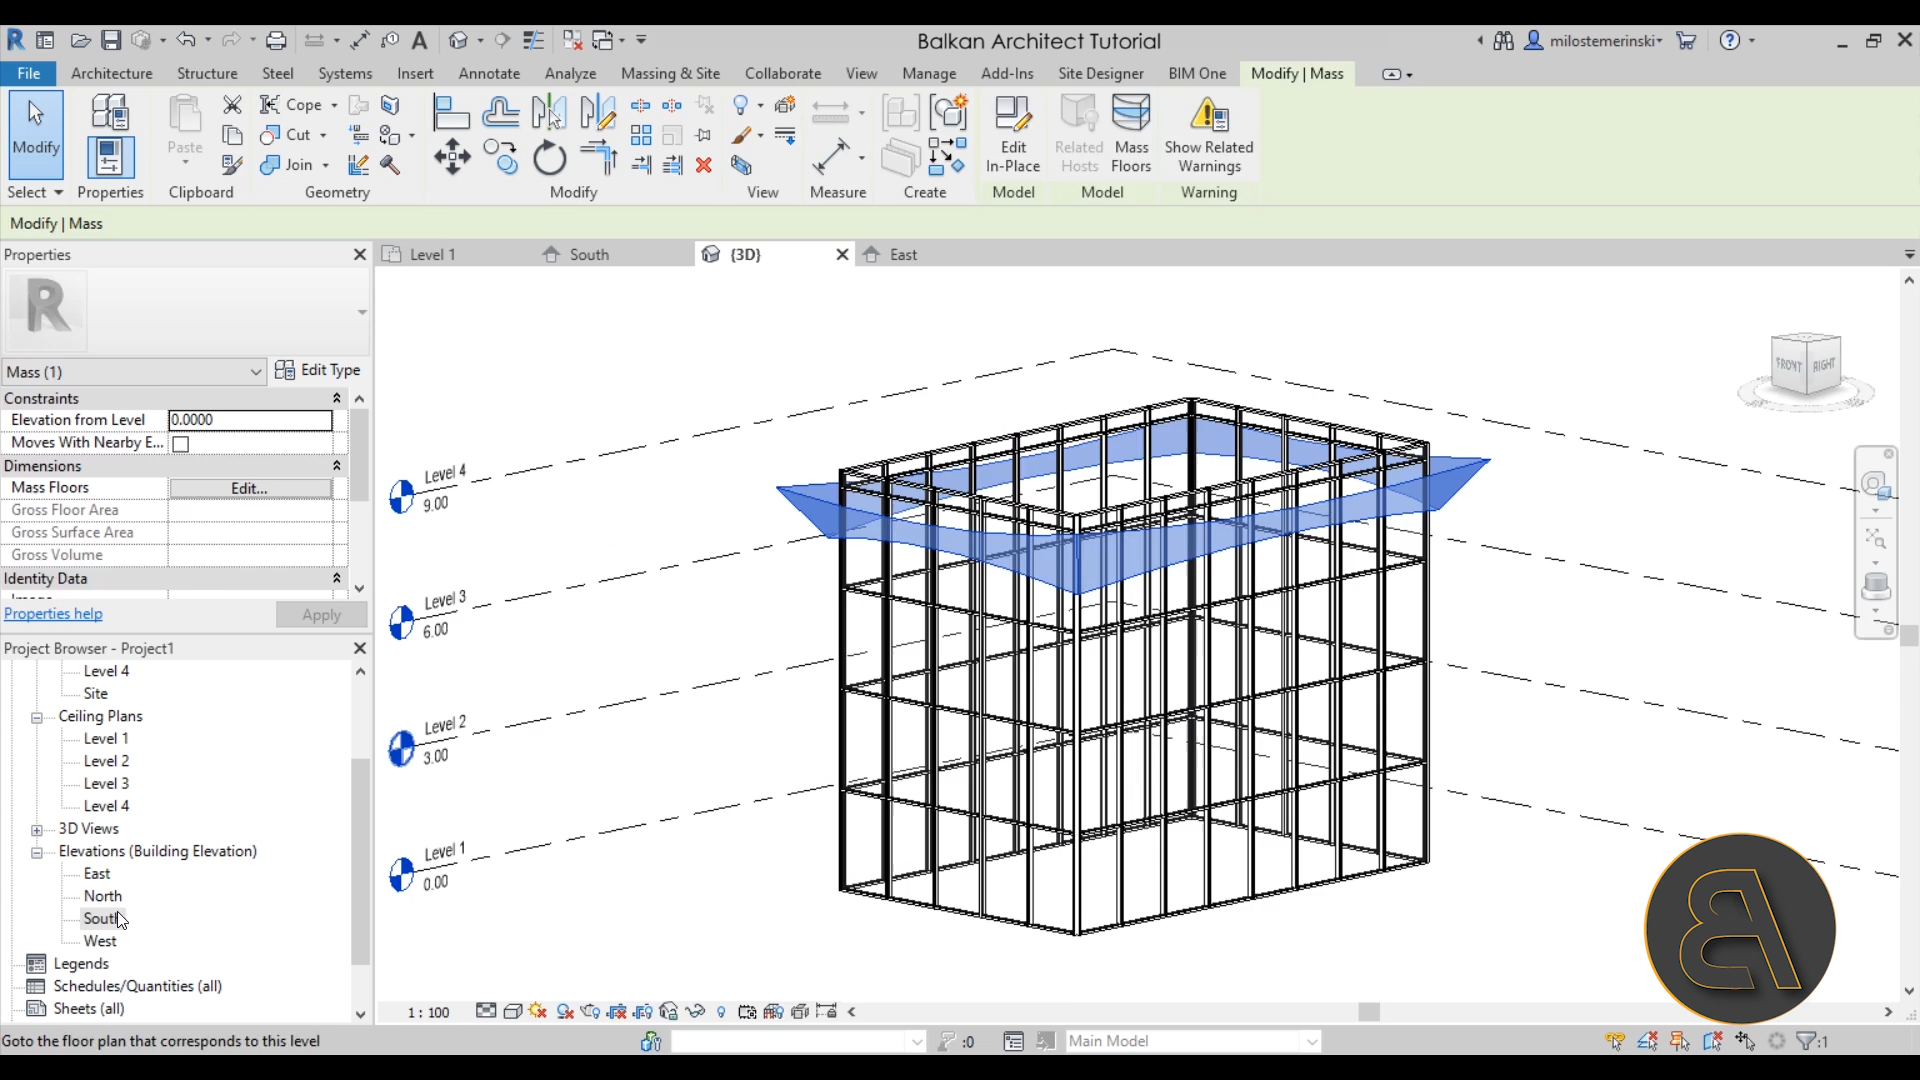 Balkan Architect Tutorial
milostemerinski
File
Architecture
Structure
Steel
Systems
Insert
Annotate
Analyze
Massing & Site
Collaborate
View
Manage
Add-Ins
Site Designer
BIM One
Modify | Mass
Modify
Paste
Cope
Cut
Join
Edit
In-Place
Related
Hosts
Mass
Floors
Show Related
Warnings
Select
Properties
Clipboard
Geometry
Modify
View
Measure
Create
Model
Model
Warning
Modify | Mass
Properties
Level 1
South
{3D}
East
R
Mass (1)
Edit Type
Constraints
Elevation from Level
0.0000
Moves With Nearby E...
Dimensions
Mass Floors
Edit...
Gross Floor Area
Gross Surface Area
Gross Volume
Identity Data
Properties help
Apply
Project Browser - Project1
Level 4
Site
Ceiling Plans
Level 1
Level 2
Level 3
Level 4
3D Views
Elevations (Building Elevation)
East
North
South
West
Legends
Schedules/Quantities (all)
Sheets (all)
Level 4
9.00
Level 3
6.00
Level 2
3.00
Level 1
0.00
FRONT
RIGHT
1 : 100
Goto the floor plan that corresponds to this level
:0
Main Model
:1